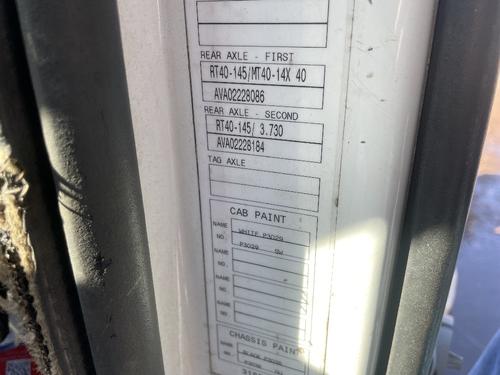 REAR AXLE - FIRST
RT40-145/MT40-14X 40
AVA02228086
REAR AXLE - SECOND
RT40-145/ 3.730
AVA02228184
TAG AXLE
CAB PAINT
NAME WHITE P3029
NO. P3029 SW
NAME
NO.
NAME
NO.
NAME
NO.
CHASSIS PAINT
NAME BLACK
NO.